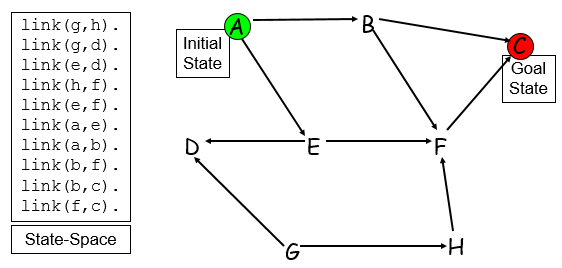 link(g,h).
link(g,d).
link(e,d).
link(h,f).
link(e,f).
link(a,e).
link(a,b).
link(b,f).
link(b,c).
link(f,c).
State-Space
A
B
C
Initial
State
Goal
State
D
E
F
G
H